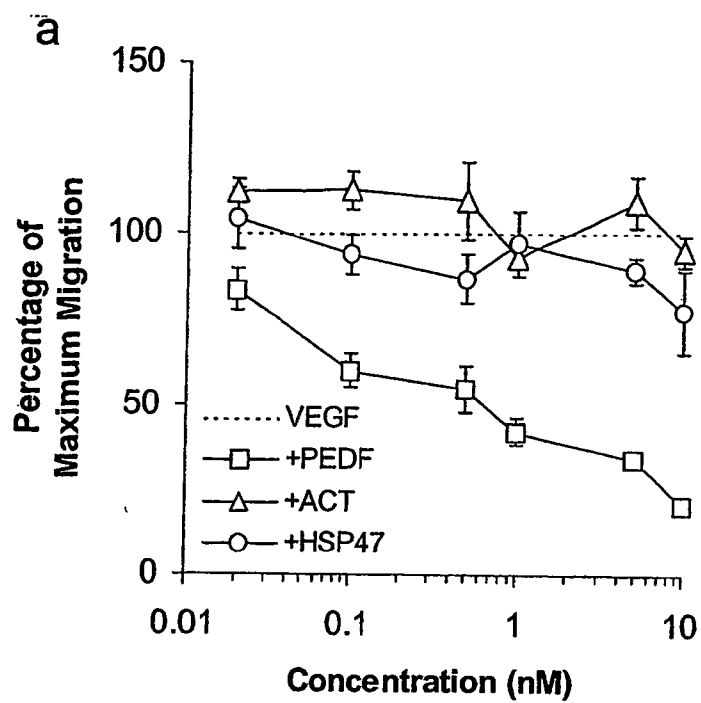 a
150
100
50
0
Percentage of
Maximum Migration
VEGF
+PEDF
+ACT
+HSP47
0.01 0.1 1 10
Concentration (nM)